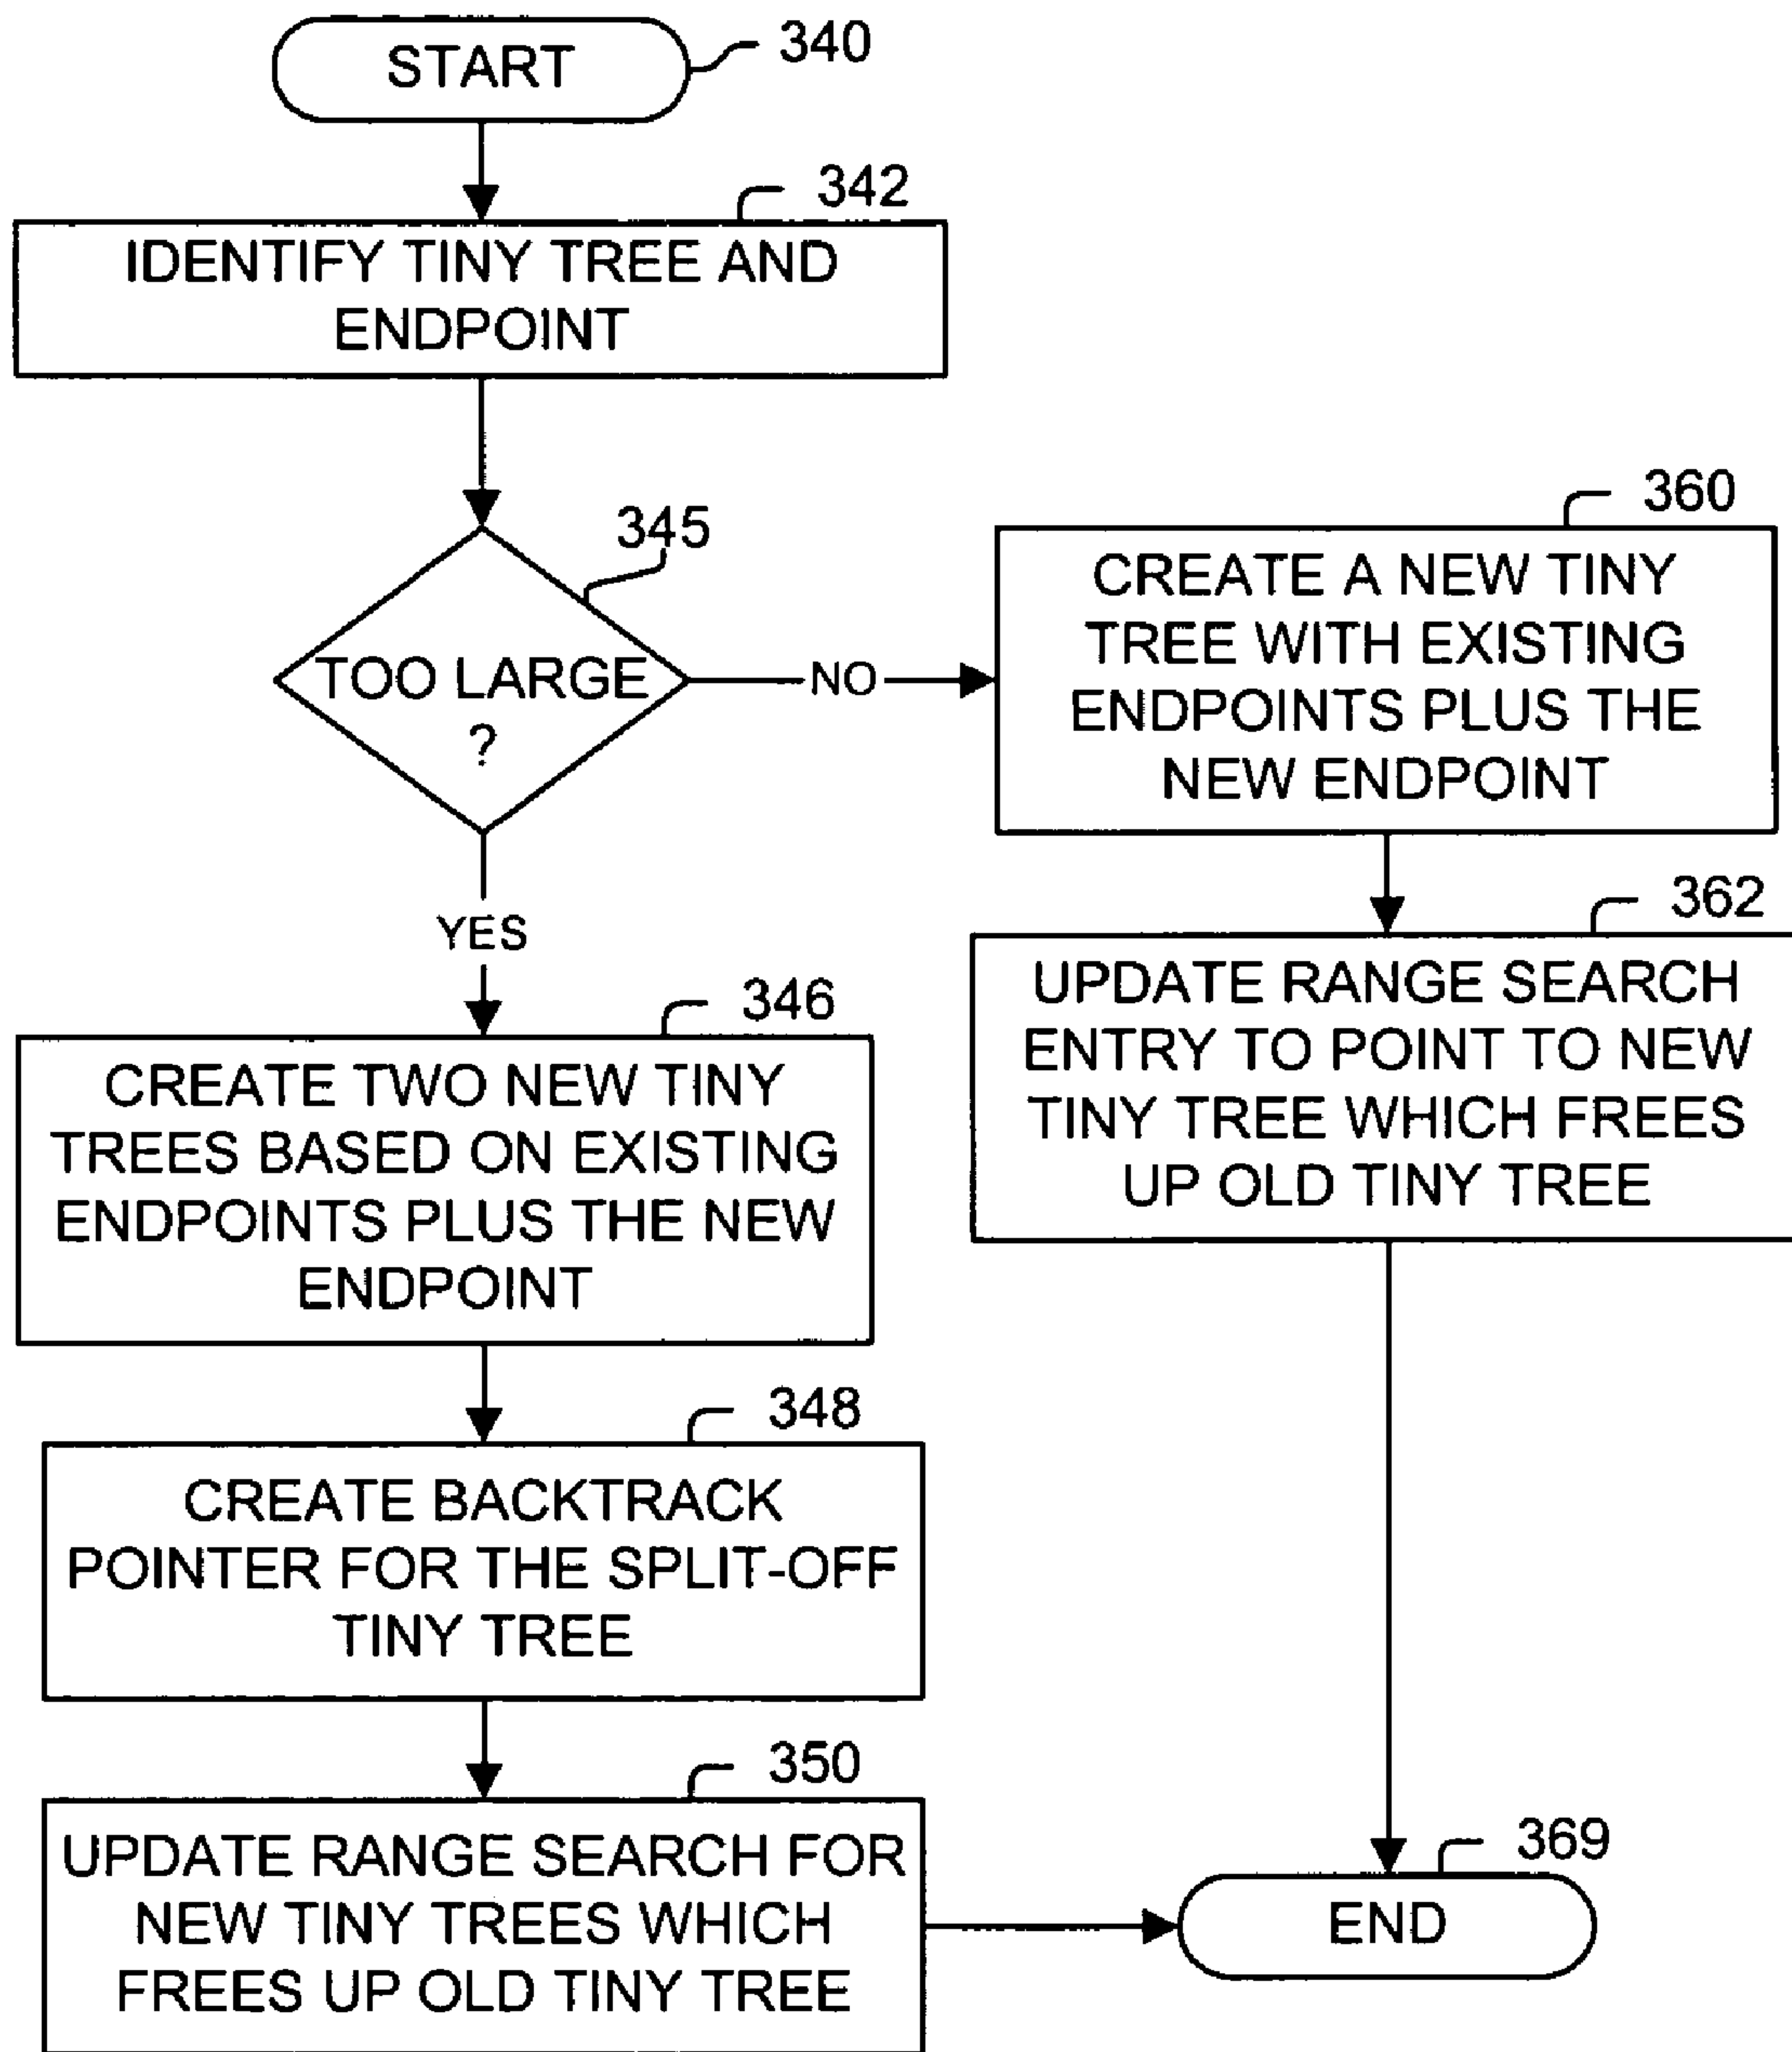 START
340
342
IDENTIFY TINY TREE AND
ENDPOINT
345
TOO LARGE
?
NO
YES
360
CREATE A NEW TINY
TREE WITH EXISTING
ENDPOINTS PLUS THE
NEW ENDPOINT
362
UPDATE RANGE SEARCH
ENTRY TO POINT TO NEW
TINY TREE WHICH FREES
UP OLD TINY TREE
346
CREATE TWO NEW TINY
TREES BASED ON EXISTING
ENDPOINTS PLUS THE NEW
ENDPOINT
348
CREATE BACKTRACK
POINTER FOR THE SPLIT-OFF
TINY TREE
350
UPDATE RANGE SEARCH FOR
NEW TINY TREES WHICH
FREES UP OLD TINY TREE
369
END